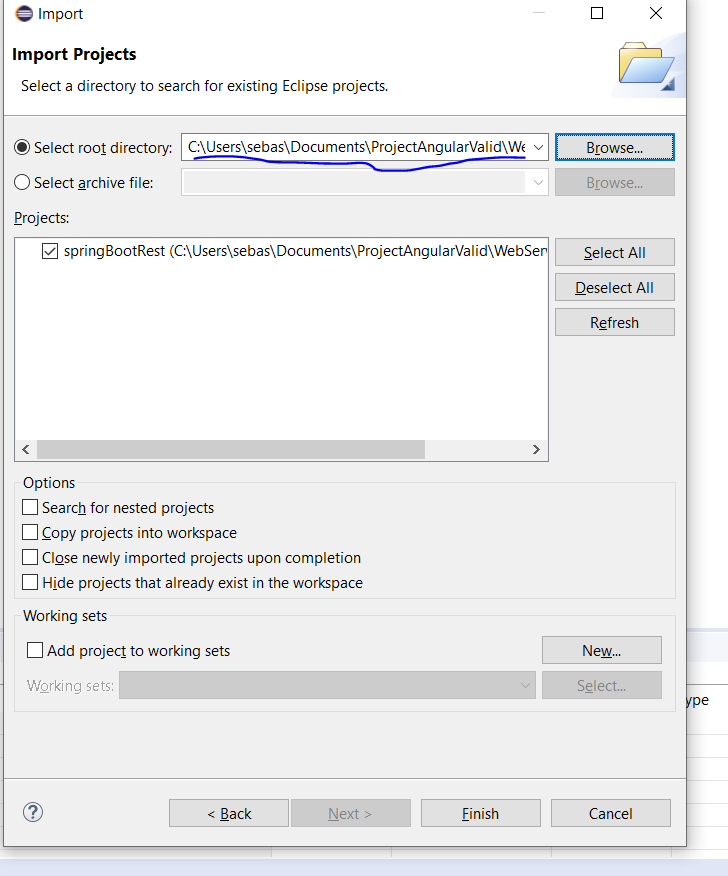 Import
Import Projects
Select a directory to search for existing Eclipse projects.
Select root directory: C:\Users\sebas\Documents\ProjectAngularValid\We Browse...
Select archive file: Browse...
Projects:
springBootRest (C:\Users\sebas\Documents\ProjectAngularValid\WebSer
Select All
Deselect All
Refresh
Options
Search for nested projects
Copy projects into workspace
Close newly imported projects upon completion
Hide projects that already exist in the workspace
Working sets
Add project to working sets New...
Working sets: Select...
ype
? < Back Next > Finish Cancel